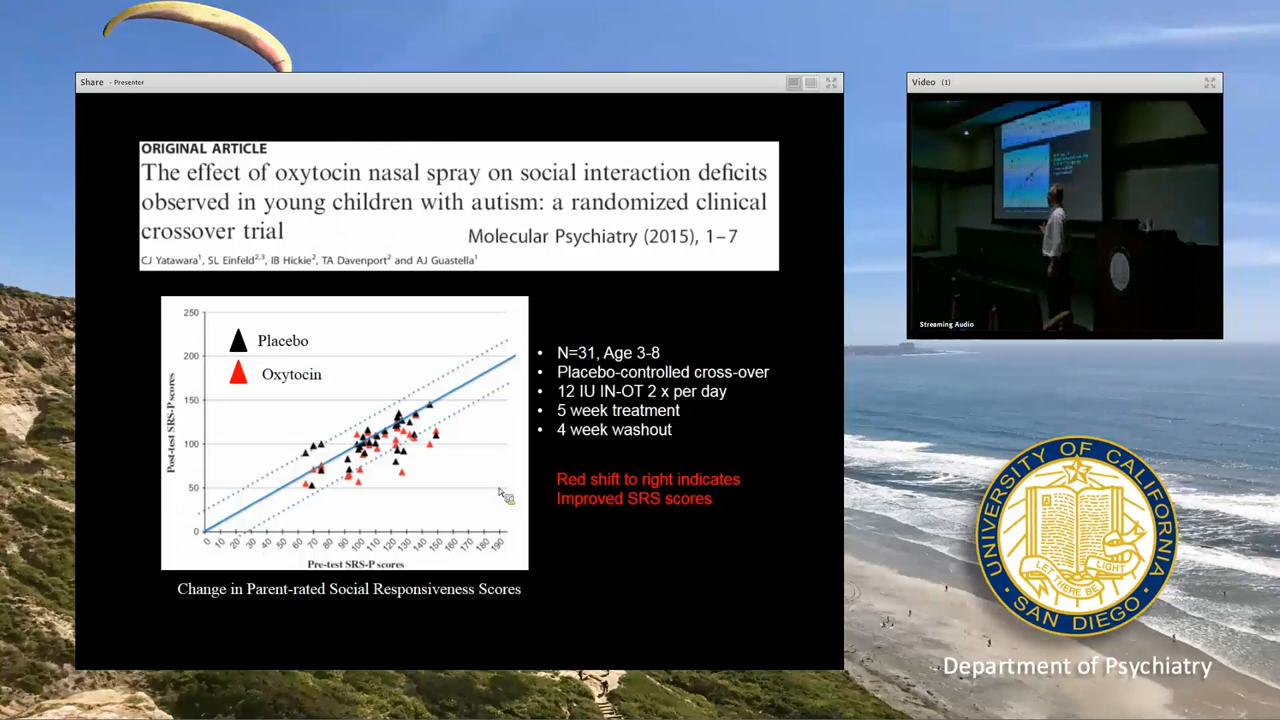 Share - Presenter
Video (1)
ORIGINAL ARTICLE
The effect of oxytocin nasal spray on social interaction deficits
observed in young children with autism: a randomized clinical
crossover trial
Molecular Psychiatry (2015), 1–7
CJ Yatawara1, SL Einfeld2,3, IB Hickie2, TA Davenport2 and AJ Guastella1
Streaming Audio
Placebo
Oxytocin
Post-test SRS-P scores
250
200
150
100
50
0
0 10 20 30 40 50 60 70 80 90 100 110 120 130 140 150 160 170 180 190
Pre-test SRS-P scores
Change in Parent-rated Social Responsiveness Scores
• N=31, Age 3-8
• Placebo-controlled cross-over
• 12 IU IN-OT 2 x per day
• 5 week treatment
• 4 week washout
Red shift to right indicates
Improved SRS scores
UNIVERSITY OF CALIFORNIA
LET THERE BE LIGHT
SAN DIEGO
Department of Psychiatry